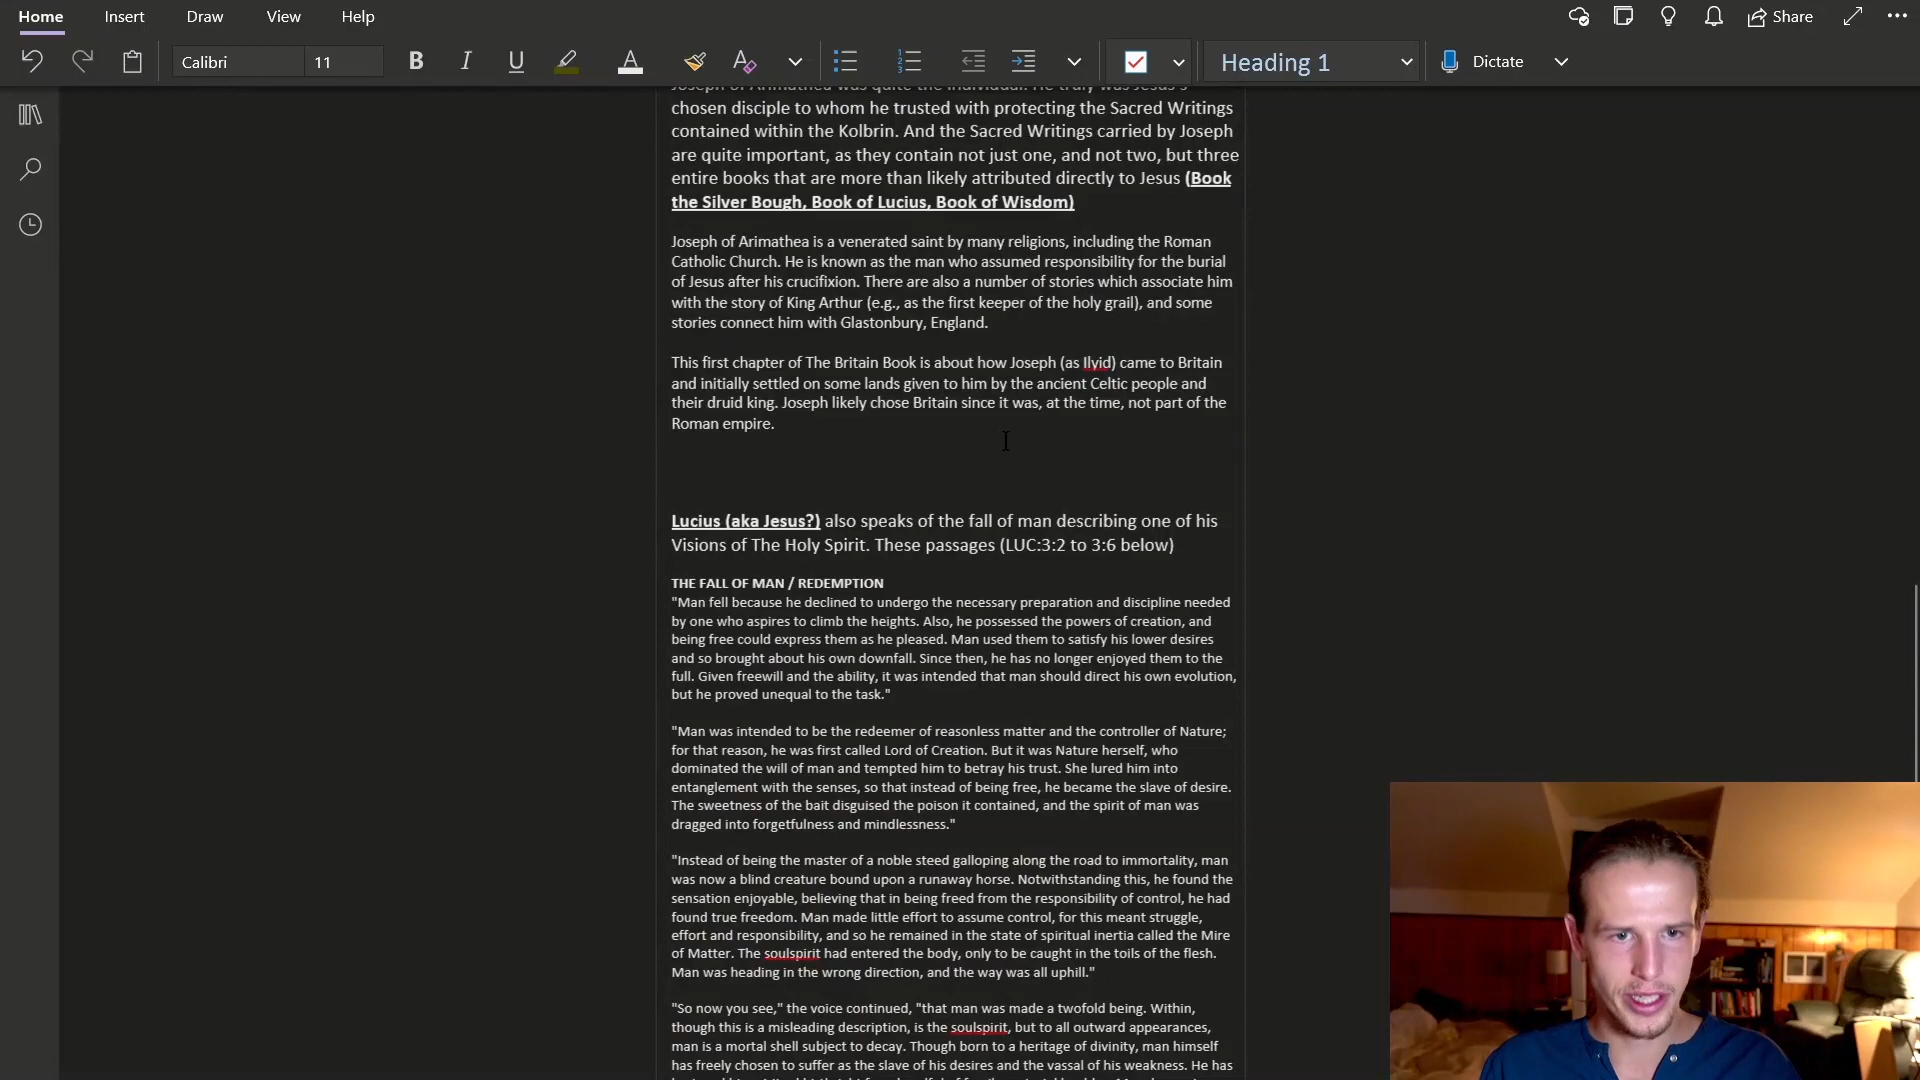 Home
Insert
Draw
View
Help
Share
Calibri
11
B
I
U
A
A
Heading 1
Dictate
Joseph of Arimathea was quite the individual. He truly was Jesus's
chosen disciple to whom he trusted with protecting the Sacred Writings
contained within the Kolbrin. And the Sacred Writings carried by Joseph
are quite important, as they contain not just one, and not two, but three
entire books that are more than likely attributed directly to Jesus (Book
the Silver Bough, Book of Lucius, Book of Wisdom)
Joseph of Arimathea is a venerated saint by many religions, including the Roman
Catholic Church. He is known as the man who assumed responsibility for the burial
of Jesus after his crucifixion. There are also a number of stories which associate him
with the story of King Arthur (e.g., as the first keeper of the holy grail), and some
stories connect him with Glastonbury, England.
This first chapter of The Britain Book is about how Joseph (as Ilvid) came to Britain
and initially settled on some lands given to him by the ancient Celtic people and
their druid king. Joseph likely chose Britain since it was, at the time, not part of the
Roman empire.
Lucius (aka Jesus?) also speaks of the fall of man describing one of his
Visions of The Holy Spirit. These passages (LUC:3:2 to 3:6 below)
THE FALL OF MAN / REDEMPTION
"Man fell because he declined to undergo the necessary preparation and discipline needed
by one who aspires to climb the heights. Also, he possessed the powers of creation, and
being free could express them as he pleased. Man used them to satisfy his lower desires
and so brought about his own downfall. Since then, he has no longer enjoyed them to the
full. Given freewill and the ability, it was intended that man should direct his own evolution,
but he proved unequal to the task."
"Man was intended to be the redeemer of reasonless matter and the controller of Nature;
for that reason, he was first called Lord of Creation. But it was Nature herself, who
dominated the will of man and tempted him to betray his trust. She lured him into
entanglement with the senses, so that instead of being free, he became the slave of desire.
The sweetness of the bait disguised the poison it contained, and the spirit of man was
dragged into forgetfulness and mindlessness."
"Instead of being the master of a noble steed galloping along the road to immortality, man
was now a blind creature bound upon a runaway horse. Notwithstanding this, he found the
sensation enjoyable, believing that in being freed from the responsibility of control, he had
found true freedom. Man made little effort to assume control, for this meant struggle,
effort and responsibility, and so he remained in the state of spiritual inertia called the Mire
of Matter. The soulspirit had entered the body, only to be caught in the toils of the flesh.
Man was heading in the wrong direction, and the way was all uphill."
"So now you see," the voice continued, "that man was made a twofold being. Within,
though this is a misleading description, is the soulspirit, but to all outward appearances,
man is a mortal shell subject to decay. Though born to a heritage of divinity, man himself
has freely chosen to suffer as the slave of his desires and the vassal of his weakness. He has